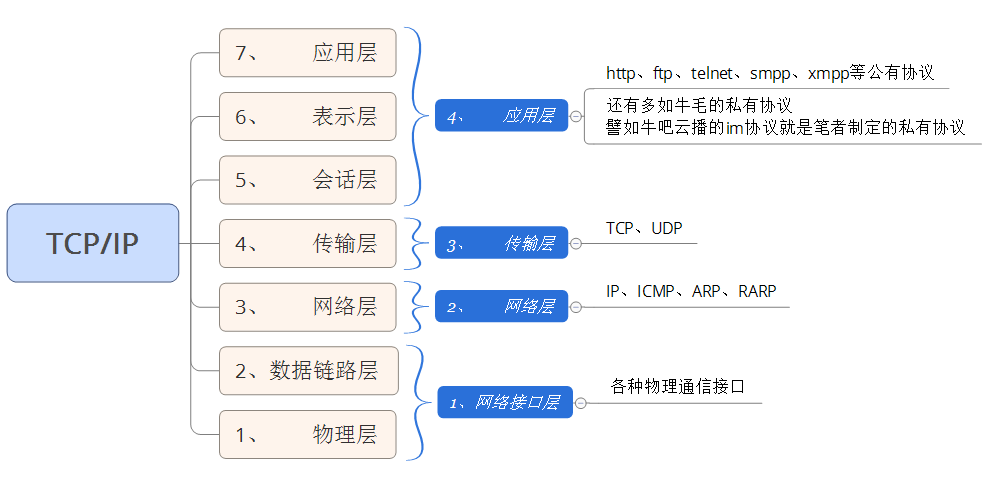 TCP/IP
7、 应用层
6、 表示层
5、 会话层
4、 传输层
3、 网络层
2、数据链路层
1、 物理层
4、 应用层
http、ftp、telnet、smpp、xmpp等公有协议
还有多如牛毛的私有协议
譬如牛吧云播的im协议就是笔者制定的私有协议
3、 传输层
TCP、UDP
2、 网络层
IP、ICMP、ARP、RARP
1、网络接口层
各种物理通信接口